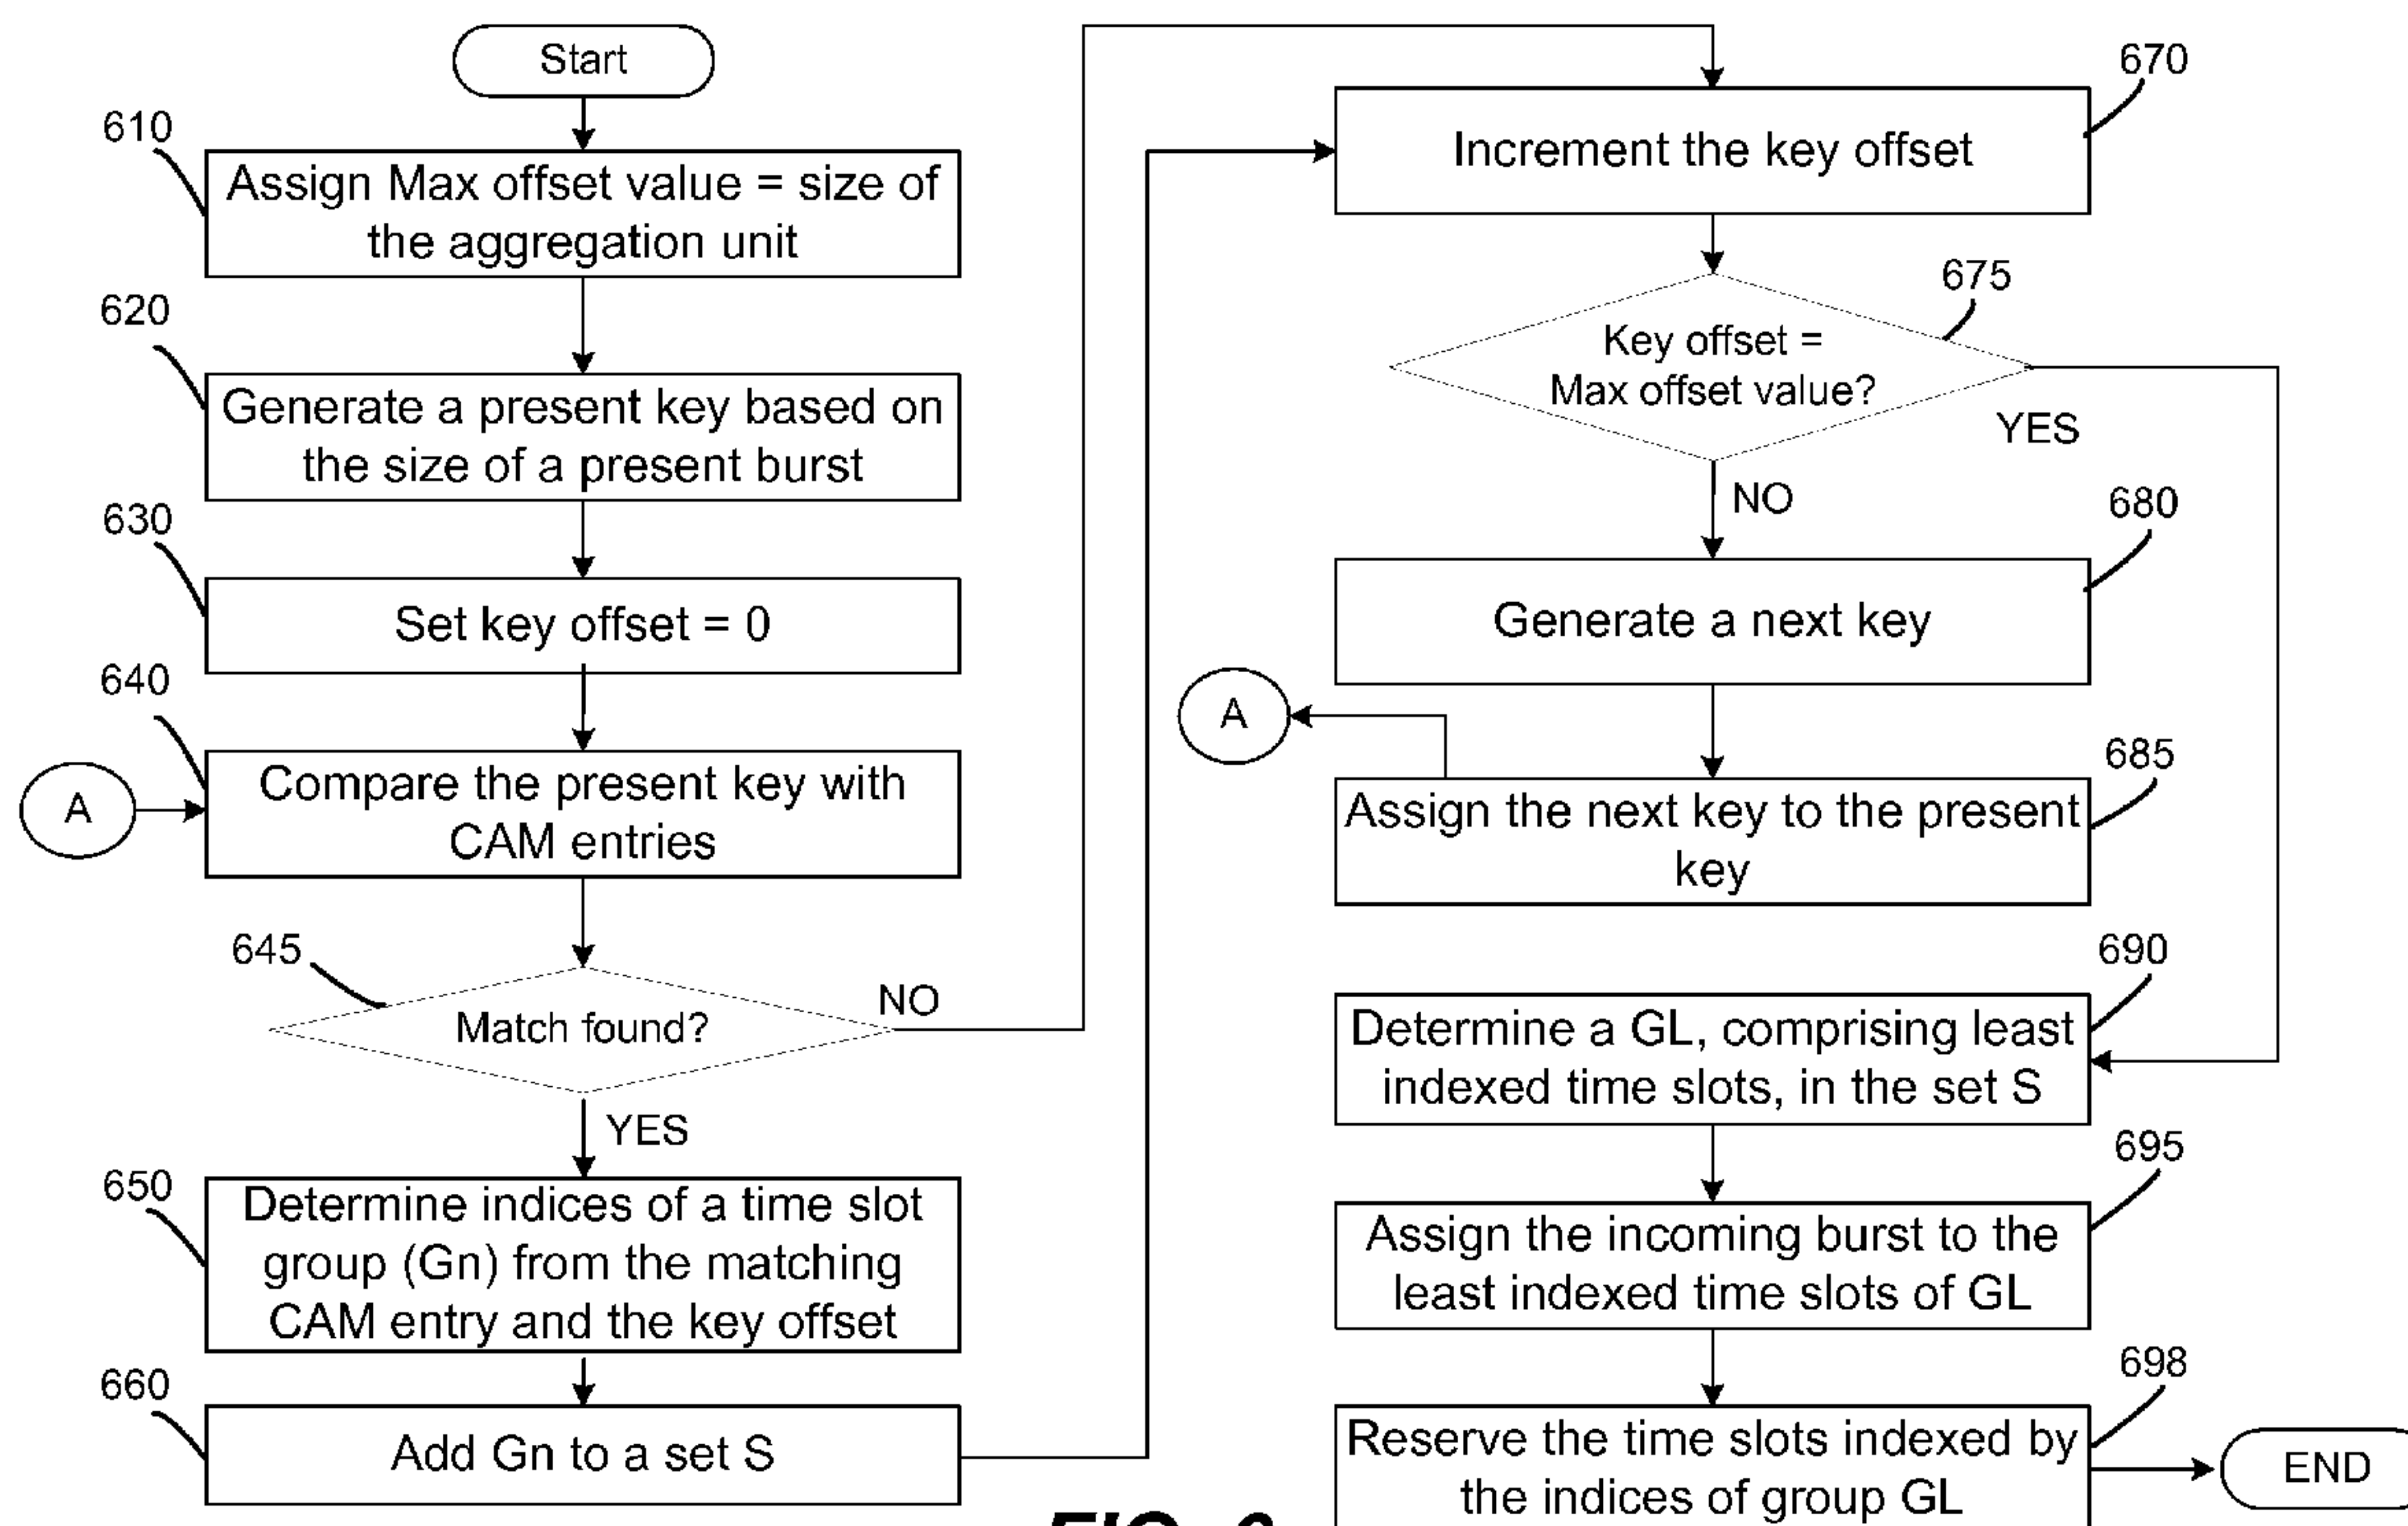 Start
610
Assign Max offset value = size of
the aggregation unit
620
Generate a present key based on
the size of a present burst
630
Set key offset = 0
640
A
Compare the present key with
CAM entries
645
Match found?
NO
YES
650
Determine indices of a time slot
group (Gn) from the matching
CAM entry and the key offset
660
Add Gn to a set S
670
Increment the key offset
675
Key offset =
Max offset value?
YES
NO
680
Generate a next key
A
685
Assign the next key to the present
key
690
Determine a GL, comprising least
indexed time slots, in the set S
695
Assign the incoming burst to the
least indexed time slots of GL
698
Reserve the time slots indexed by
the indices of group GL
END